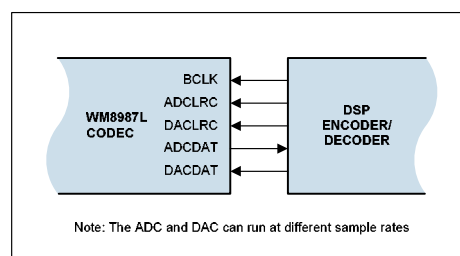 WM8987L
CODEC
BCLK
ADCLRC
DACLRC
ADCDAT
DACDAT
DSP
ENCODER/
DECODER
Note: The ADC and DAC can run at different sample rates